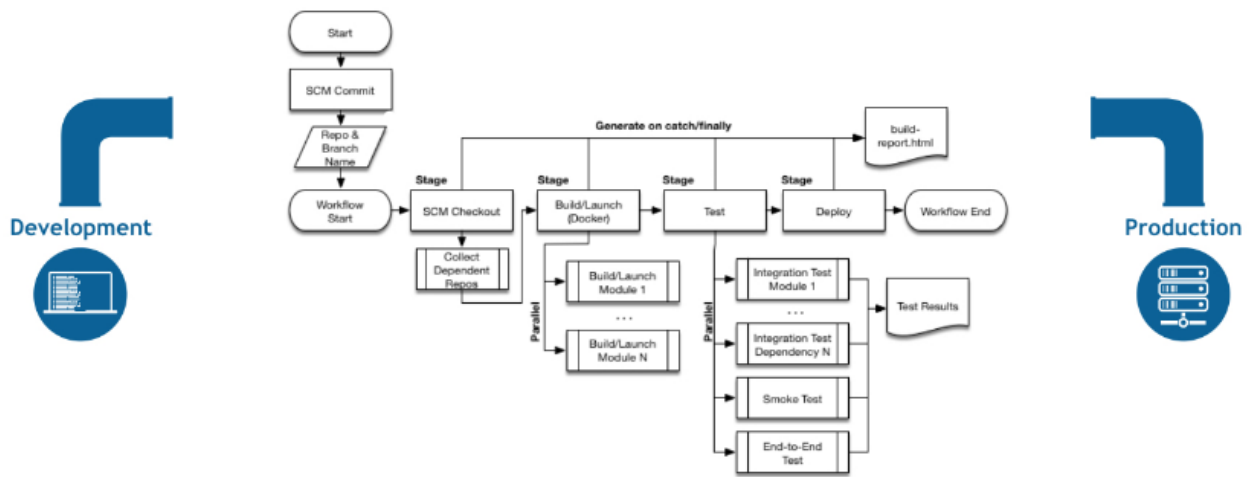 Start
SCM Commit
Repo &
Branch
Name
Generate on catch/finally
build-
report.html
Stage
Stage
Stage
Stage
Workflow
Start
SCM Checkout
Build/Launch
(Docker)
Test
Deploy
Workflow End
Development
Production
Collect
Dependent
Repos
Parallel
Build/Launch
Module 1
...
Build/Launch
Module N
Parallel
Integration Test
Module 1
...
Integration Test
Dependency N
Smoke Test
End-to-End
Test
Test Results